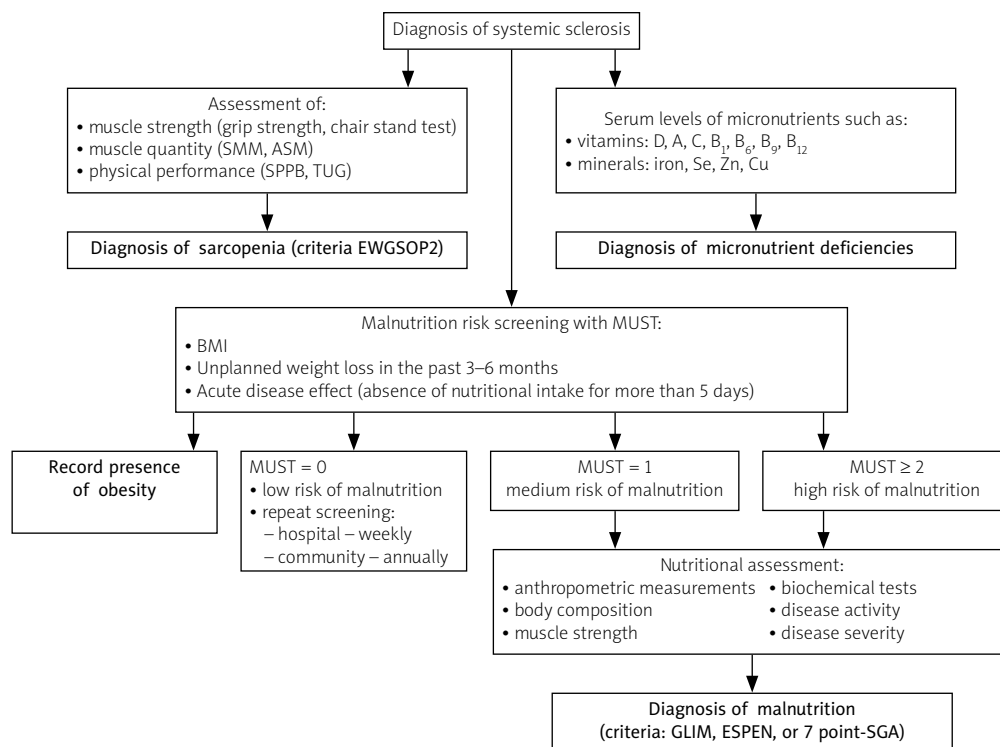 Diagnosis of systemic sclerosis
Assessment of:
• muscle strength (grip strength, chair stand test)
• muscle quantity (SMM, ASM)
• physical performance (SPPB, TUG)
Serum levels of micronutrients such as:
• vitamins: D, A, C, B₁, B₆, B₉, B₁₂
• minerals: iron, Se, Zn, Cu
Diagnosis of sarcopenia (criteria EWGSOP2)
Diagnosis of micronutrient deficiencies
Malnutrition risk screening with MUST:
• BMI
• Unplanned weight loss in the past 3–6 months
• Acute disease effect (absence of nutritional intake for more than 5 days)
Record presence
of obesity
MUST = 0
• low risk of malnutrition
• repeat screening:
– hospital – weekly
– community – annually
MUST = 1
medium risk of malnutrition
MUST ≥ 2
high risk of malnutrition
Nutritional assessment:
• anthropometric measurements
• body composition
• muscle strength
• biochemical tests
• disease activity
• disease severity
Diagnosis of malnutrition
(criteria: GLIM, ESPEN, or 7 point-SGA)